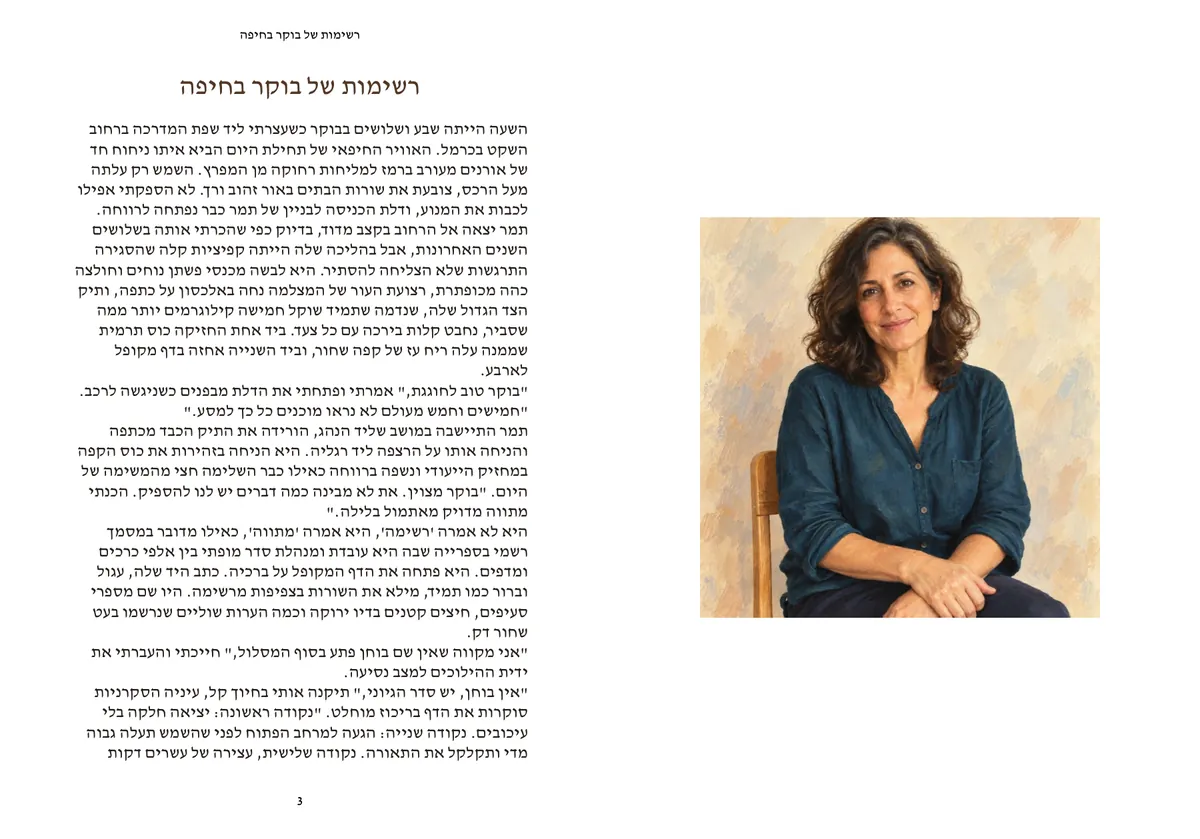 רשימות של בוקר בחיפה
רשימות של בוקר בחיפה
השעה הייתה שבע ושלושים בבוקר כשעצרתי ליד שפת המדרכה ברחוב
השקט בכרמל. האוויר החיפאי של תחילת היום הביא איתו ניחוח חד
של אורנים מעורב ברמז למליחות רחוקה מן המפרץ. השמש רק עלתה
מעל הרכס, צובעת את שורות הבתים באור זהוב ורך. לא הספקתי אפילו
לכבות את המנוע, ודלת הכניסה לבניין של תמר כבר נפתחה לרווחה.
תמר יצאה אל הרחוב בקצב מדוד, בדיוק כפי שהכרתי אותה בשלושים
השנים האחרונות, אבל בהליכה שלה הייתה קפיציות קלה שהסגירה
התרגשות שלא הצליחה להסתיר. היא לבשה מכנסי פשתן נוחים וחולצה
כהה מכופתרת, רצועת העור של המצלמה נחה באלכסון על כתפה, ותיק
הצד הגדול שלה, שנדמה שתמיד שוקל חמישה קילוגרמים יותר ממה
שסביר, נחבט קלות בירכה עם כל צעד. ביד אחת החזיקה כוס תרמית
שממנה עלה ריח עז של קפה שחור, וביד השנייה אחזה בדף מקופל
לארבע.
"בוקר טוב לחוגגת," אמרתי ופתחתי את הדלת מבפנים כשניגשה לרכב.
"חמישים וחמש מעולם לא נראו מוכנים כל כך למסע."
תמר התיישבה במושב שליד הנהג, הורידה את התיק הכבד מכתפה
והניחה אותו על הרצפה ליד רגליה. היא הניחה בזהירות את כוס הקפה
במחזיק הייעודי ונשפה ברווחה כאילו כבר השלימה חצי מהמשימה של
היום. "בוקר מצוין. את לא מבינה כמה דברים יש לנו להספיק. הכנתי
מתווה מדויק מאתמול בלילה."
היא לא אמרה 'רשימה', היא אמרה 'מתווה', כאילו מדובר במסמך
רשמי בספרייה שבה היא עובדת ומנהלת סדר מופתי בין אלפי כרכים
ומדפים. היא פתחה את הדף המקופל על ברכיה. כתב היד שלה, עגול
וברור כמו תמיד, מילא את השורות בצפיפות מרשימה. היו שם מספרי
סעיפים, חיצים קטנים בדיו ירוקה וכמה הערות שוליים שנרשמו בעט
שחור דק.
"אני מקווה שאין שם בוחן פתע בסוף המסלול," חייכתי והעברתי את
ידית ההילוכים למצב נסיעה.
"אין בוחן, יש סדר הגיוני," תיקנה אותי בחיוך קל, עיניה הסקרניות
סוקרות את הדף בריכוז מוחלט. "נקודה ראשונה: יציאה חלקה בלי
עיכובים. נקודה שנייה: הגעה למרחב הפתוח לפני שהשמש תעלה גבוה
מדי ותקלקל את התאורה. נקודה שלישית, עצירה של עשרים דקות
3